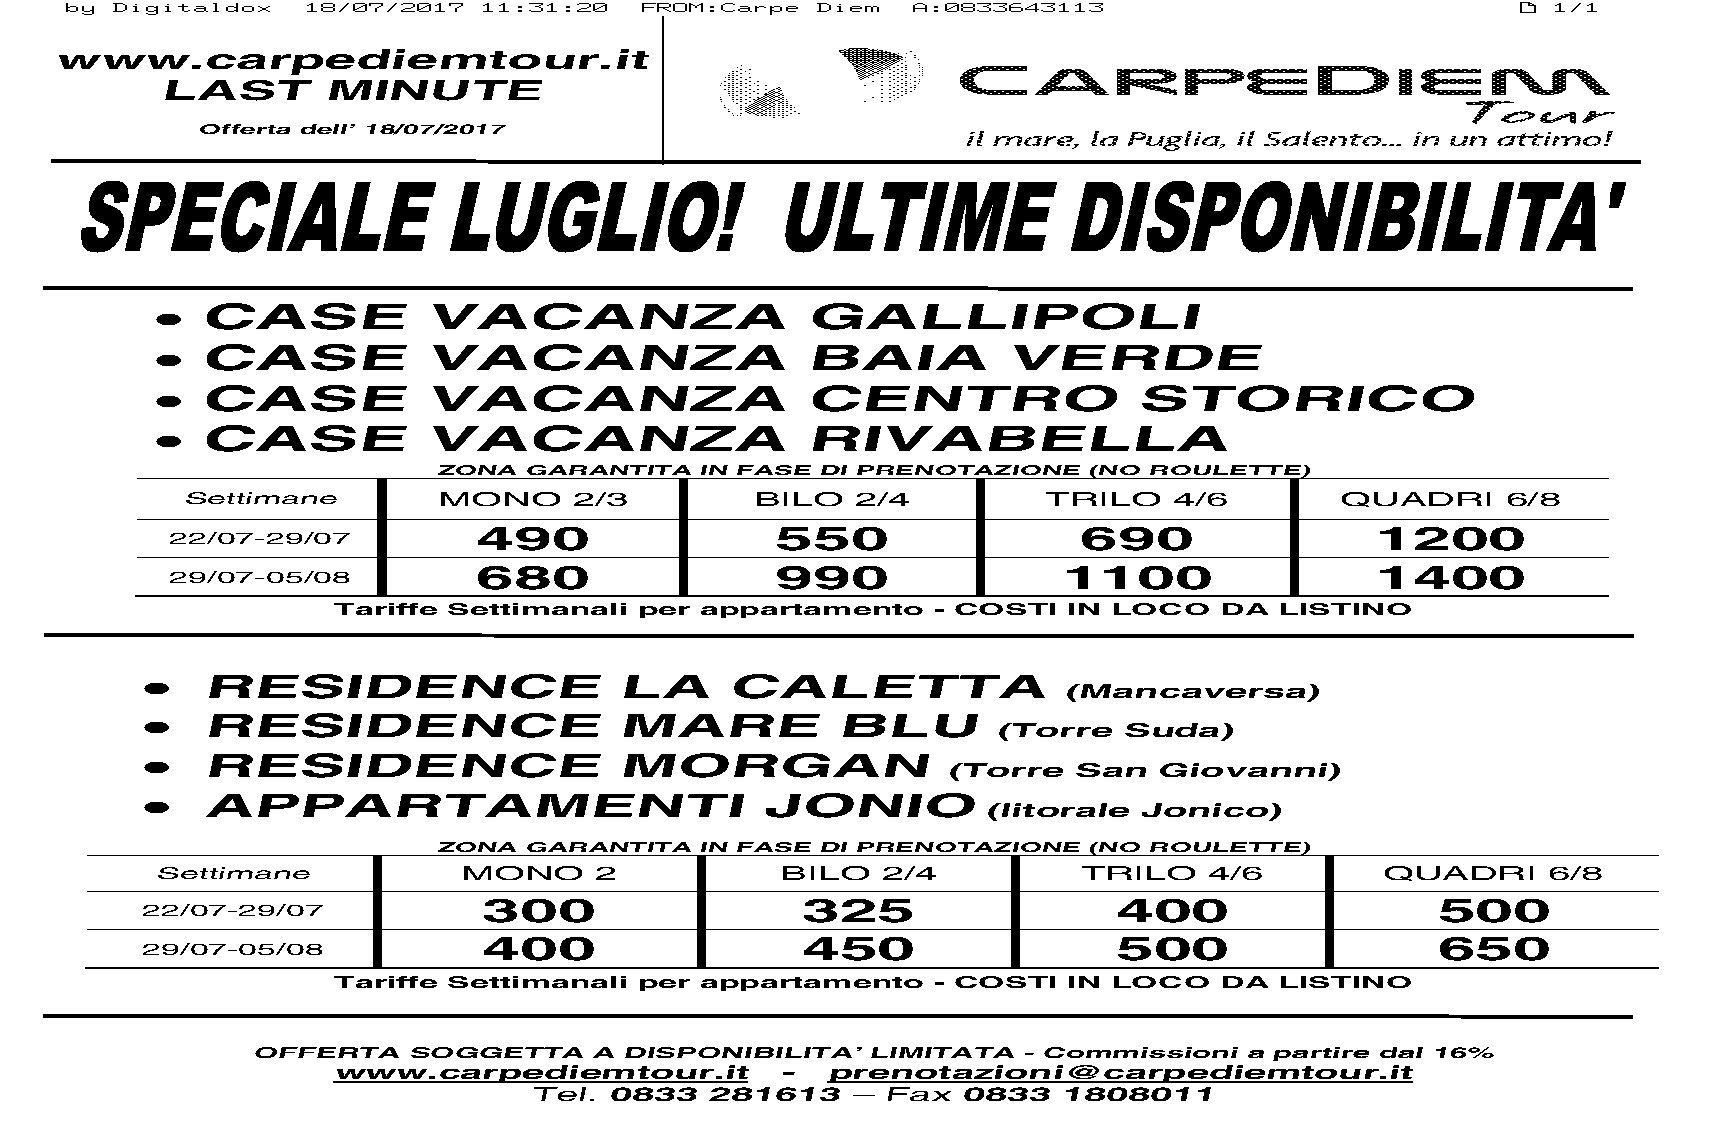 by Digitaldox 18/07/2017 11:31:20 FROM:Carpe Diem A:0833643113 1/1
www.carpediemtour.it
LAST MINUTE
Offerta dell' 18/07/2017
CARPEDIEM
Tour
il mare, la Puglia, il Salento... in un attimo!
SPECIALE LUGLIO! ULTIME DISPONIBILITA'
• CASE VACANZA GALLIPOLI
• CASE VACANZA BAIA VERDE
• CASE VACANZA CENTRO STORICO
• CASE VACANZA RIVABELLA
ZONA GARANTITA IN FASE DI PRENOTAZIONE (NO ROULETTE)
Settimane MONO 2/3 BILO 2/4 TRILO 4/6 QUADRI 6/8
22/07-29/07 490 550 690 1200
29/07-05/08 680 990 1100 1400
Tariffe Settimanali per appartamento - COSTI IN LOCO DA LISTINO
• RESIDENCE LA CALETTA (Mancaversa)
• RESIDENCE MARE BLU (Torre Suda)
• RESIDENCE MORGAN (Torre San Giovanni)
• APPARTAMENTI JONIO (litorale Jonico)
ZONA GARANTITA IN FASE DI PRENOTAZIONE (NO ROULETTE)
Settimane MONO 2 BILO 2/4 TRILO 4/6 QUADRI 6/8
22/07-29/07 300 325 400 500
29/07-05/08 400 450 500 650
Tariffe Settimanali per appartamento - COSTI IN LOCO DA LISTINO
OFFERTA SOGGETTA A DISPONIBILITA' LIMITATA - Commissioni a partire dal 16%
www.carpediemtour.it - prenotazioni@carpediemtour.it
Tel. 0833 281613 – Fax 0833 1808011